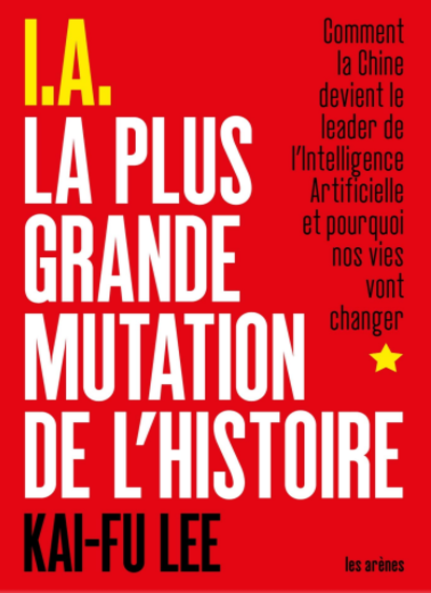 I.A.
LA PLUS
GRANDE
MUTATION
DE L'HISTOIRE
Comment
la Chine
devient le
leader de
l'Intelligence
Artificielle
et pourquoi
nos vies
vont
changer
KAI-FU LEE
les arènes